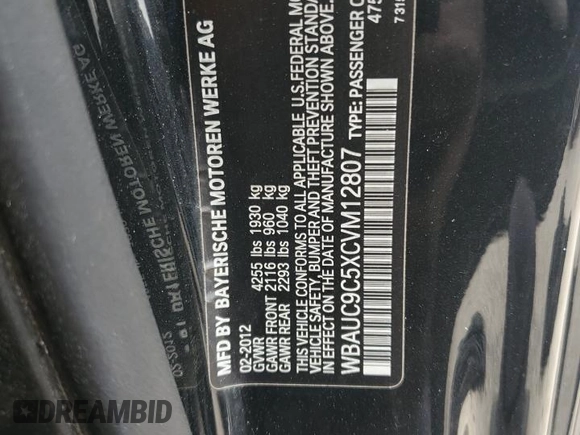 MFD BY BAYERISCHE MOTOREN WERKE AG
02-2012
GVWR 4255 lbs 1930 kg
GAWR FRONT 2116 lbs 960 kg
GAWR REAR 2293 lbs 1040 kg
THIS VEHICLE CONFORMS TO ALL APPLICABLE U.S.FEDERAL MO
VEHICLE SAFETY, BUMPER AND THEFT PREVENTION STANDA
IN EFFECT ON THE DATE OF MANUFACTURE SHOWN ABOVE.
WBAUC9C5XCVM12807 TYPE: PASSENGER C
475
DREAMBID